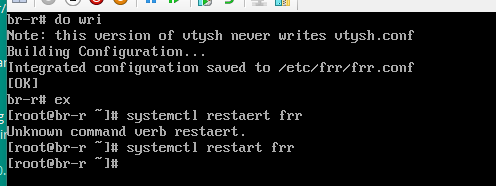 br-r# do wri
Note: this version of vtysh never writes vtysh.conf
Building Configuration...
Integrated configuration saved to /etc/frr/frr.conf
[OK]
br-r# ex
[root@br-r ~]# systemctl restaert frr
Unknown command verb restaert.
[root@br-r ~]# systemctl restart frr
[root@br-r ~]#